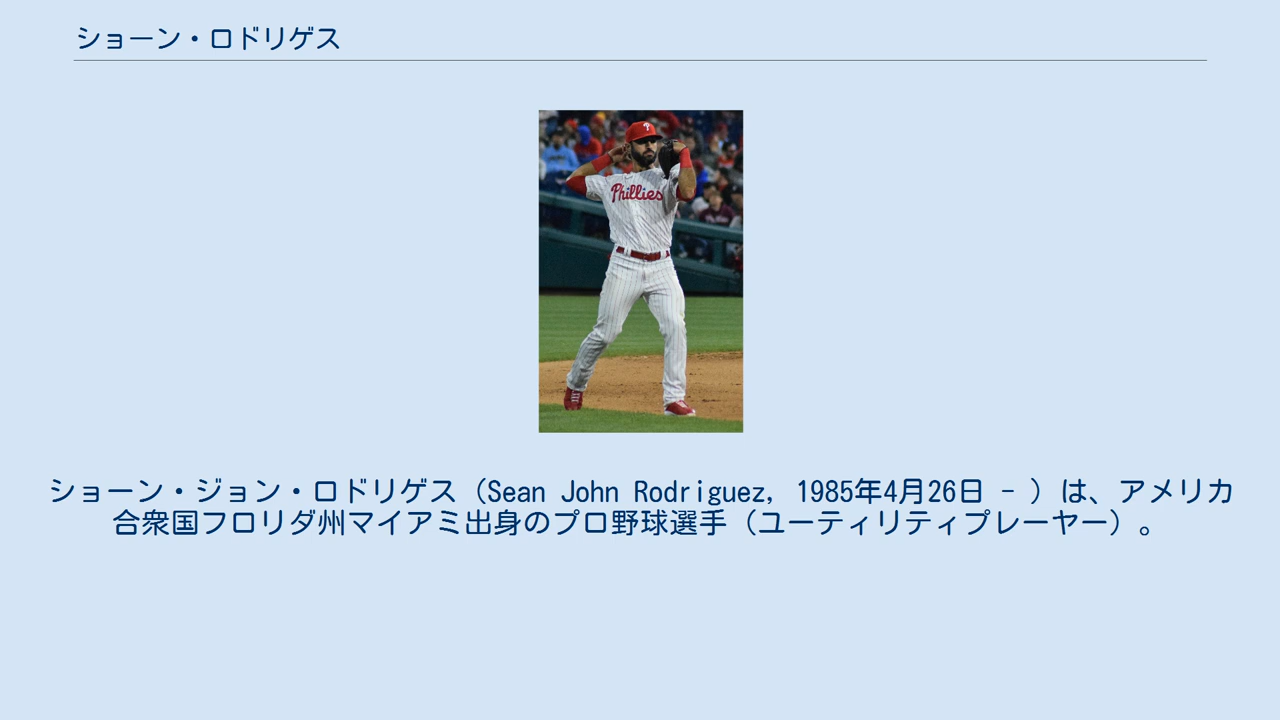 ショーン・ロドリゲス
Phillies
ショーン・ジョン・ロドリゲス（Sean John Rodriguez, 1985年4月26日 - ）は、アメリカ
合衆国フロリダ州マイアミ出身のプロ野球選手（ユーティリティプレーヤー）。